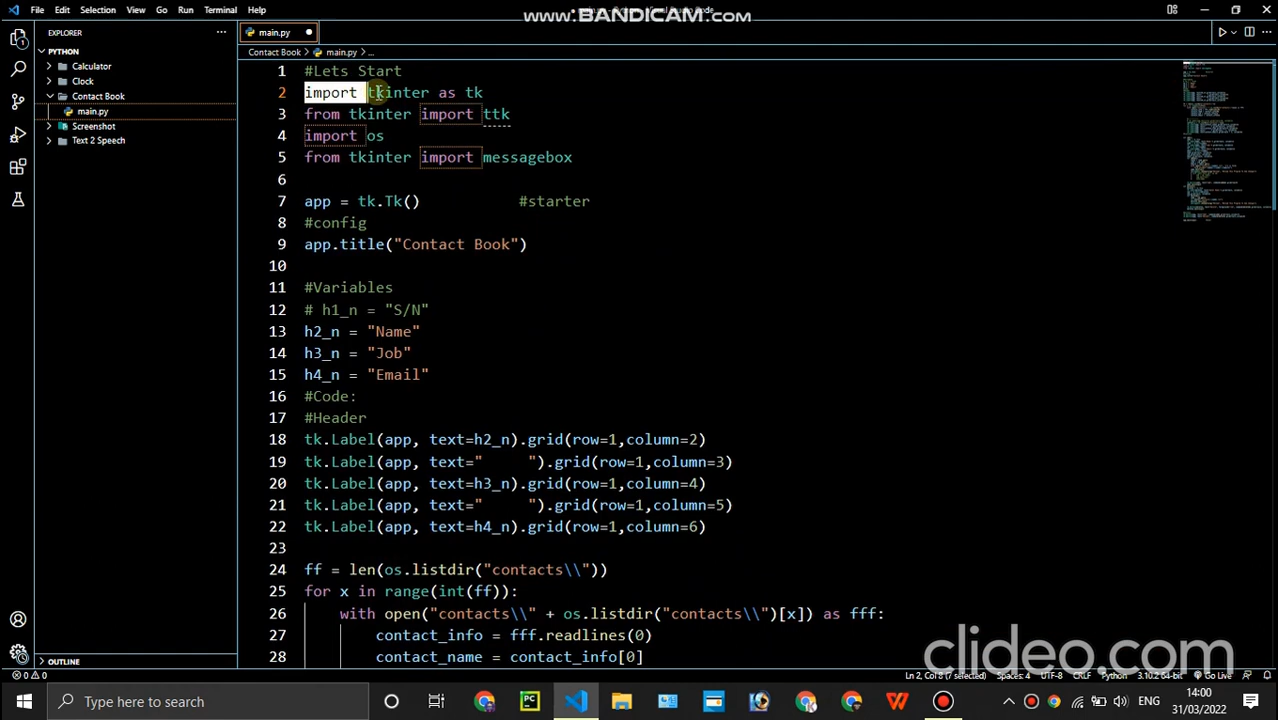 File Edit Selection View Go Run Terminal Help
www.BANDICAM.com
EXPLORER
main.py
PYTHON
Contact Book > main.py > ...
Calculator
Clock
Contact Book
main.py
Screenshot
Text 2 Speech
1 #Lets Start
2 import tkinter as tk
3 from tkinter import ttk
4 import os
5 from tkinter import messagebox
6
7 app = tk.Tk() #starter
8 #config
9 app.title("Contact Book")
10
11 #Variables
12 # h1_n = "S/N"
13 h2_n = "Name"
14 h3_n = "Job"
15 h4_n = "Email"
16 #Code:
17 #Header
18 tk.Label(app, text=h2_n).grid(row=1,column=2)
19 tk.Label(app, text="     ").grid(row=1,column=3)
20 tk.Label(app, text=h3_n).grid(row=1,column=4)
21 tk.Label(app, text="     ").grid(row=1,column=5)
22 tk.Label(app, text=h4_n).grid(row=1,column=6)
23
24 ff = len(os.listdir("contacts\\"))
25 for x in range(int(ff)):
26 with open("contacts\\" + os.listdir("contacts\\")[x]) as fff:
27 contact_info = fff.readlines(0)
28 contact_name = contact_info[0]
clideo.com
OUTLINE
0 0
Ln 2, Col 8 (7 selected) Spaces: 4 UTF-8 CRLF Python 3.10.2 64-bit Go Live
Type here to search
ENG
14:00
31/03/2022